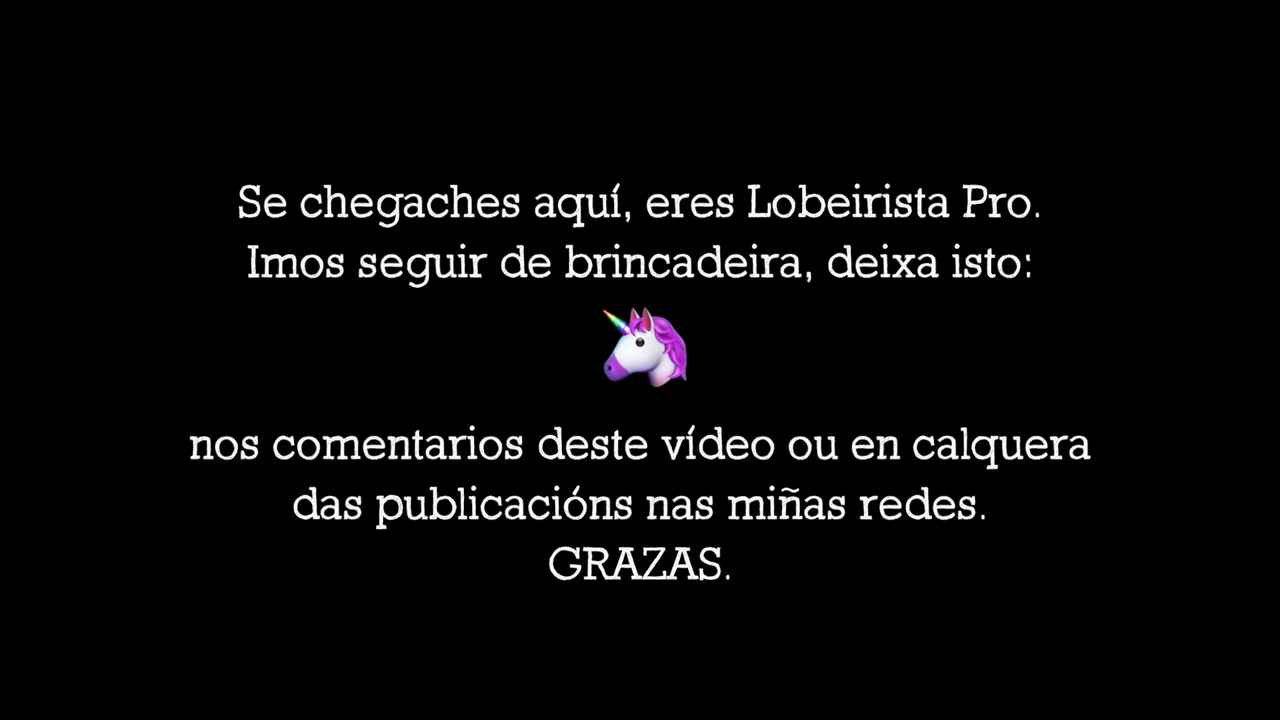 Se chegaches aquí, eres Lobeirista Pro.
Imos seguir de brincadeira, deixa isto:
🦄
nos comentarios deste vídeo ou en calquera
das publicacións nas miñas redes.
GRAZAS.